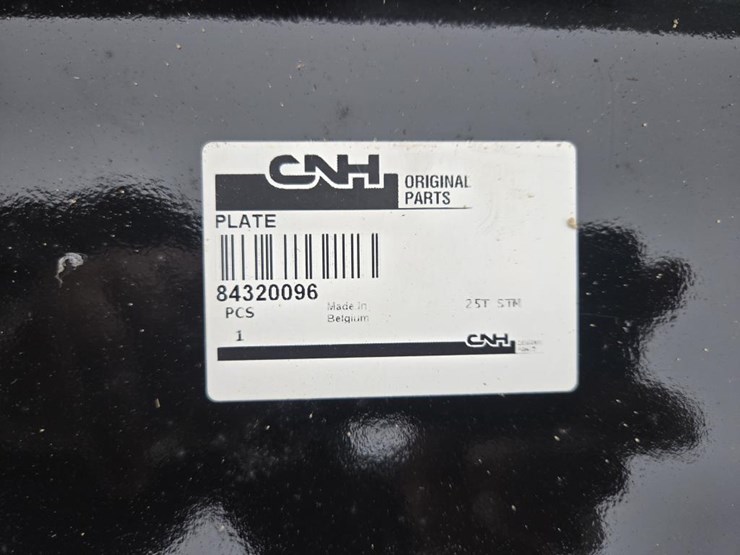 CNH
ORIGINAL
PARTS
PLATE
84320096
PCS
Made in
Belgium
25T STM
1
CNH